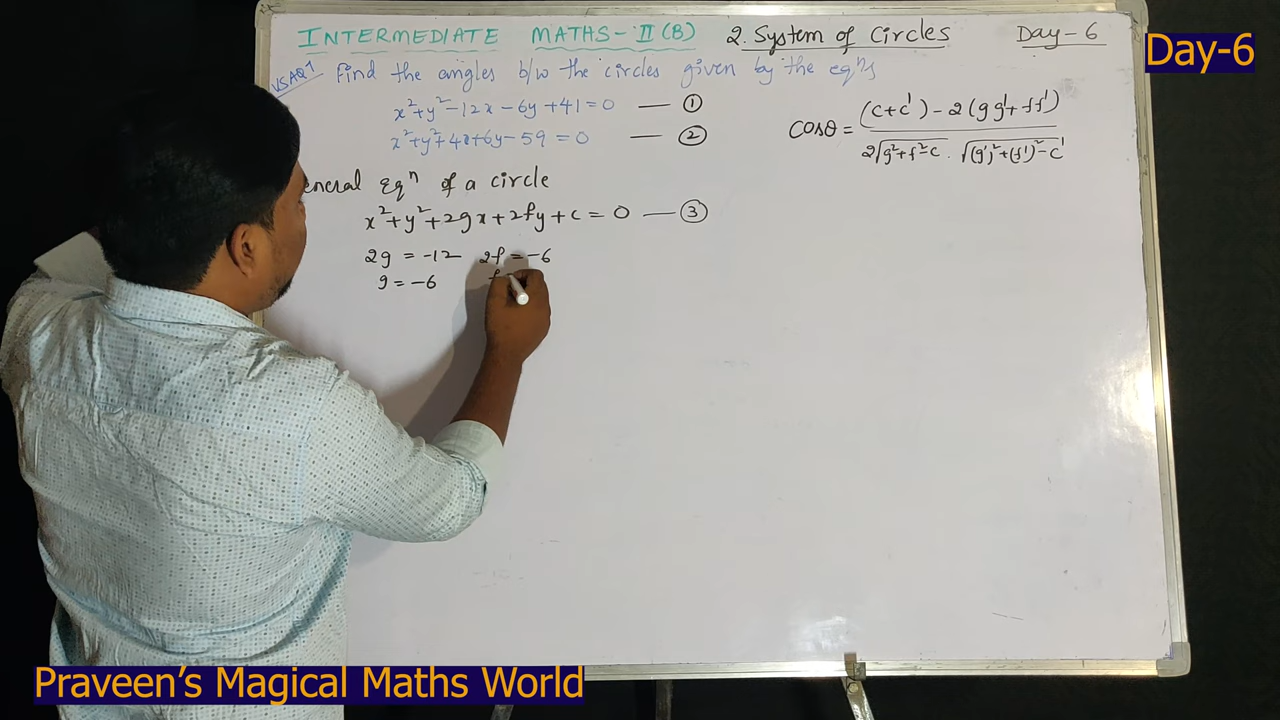 INTERMEDIATE MATHS-II(B) 2. System of Circles Day-6
Day-6
VSAQ Find the angles b/w the circles given by the eqⁿs
x²+y²-12x-6y+41=0 — ①
x²+y²+4x+6y-59=0 — ②
Cosθ = (c+c')-2(gg'+ff') / 2√g²+f²-c . √(g')²+(f')²-c'
eneral Eqⁿ of a circle
x²+y²+2gx+2fy+c=0 — ③
2g = -12 2f = -6
g = -6 f =
Praveen's Magical Maths World